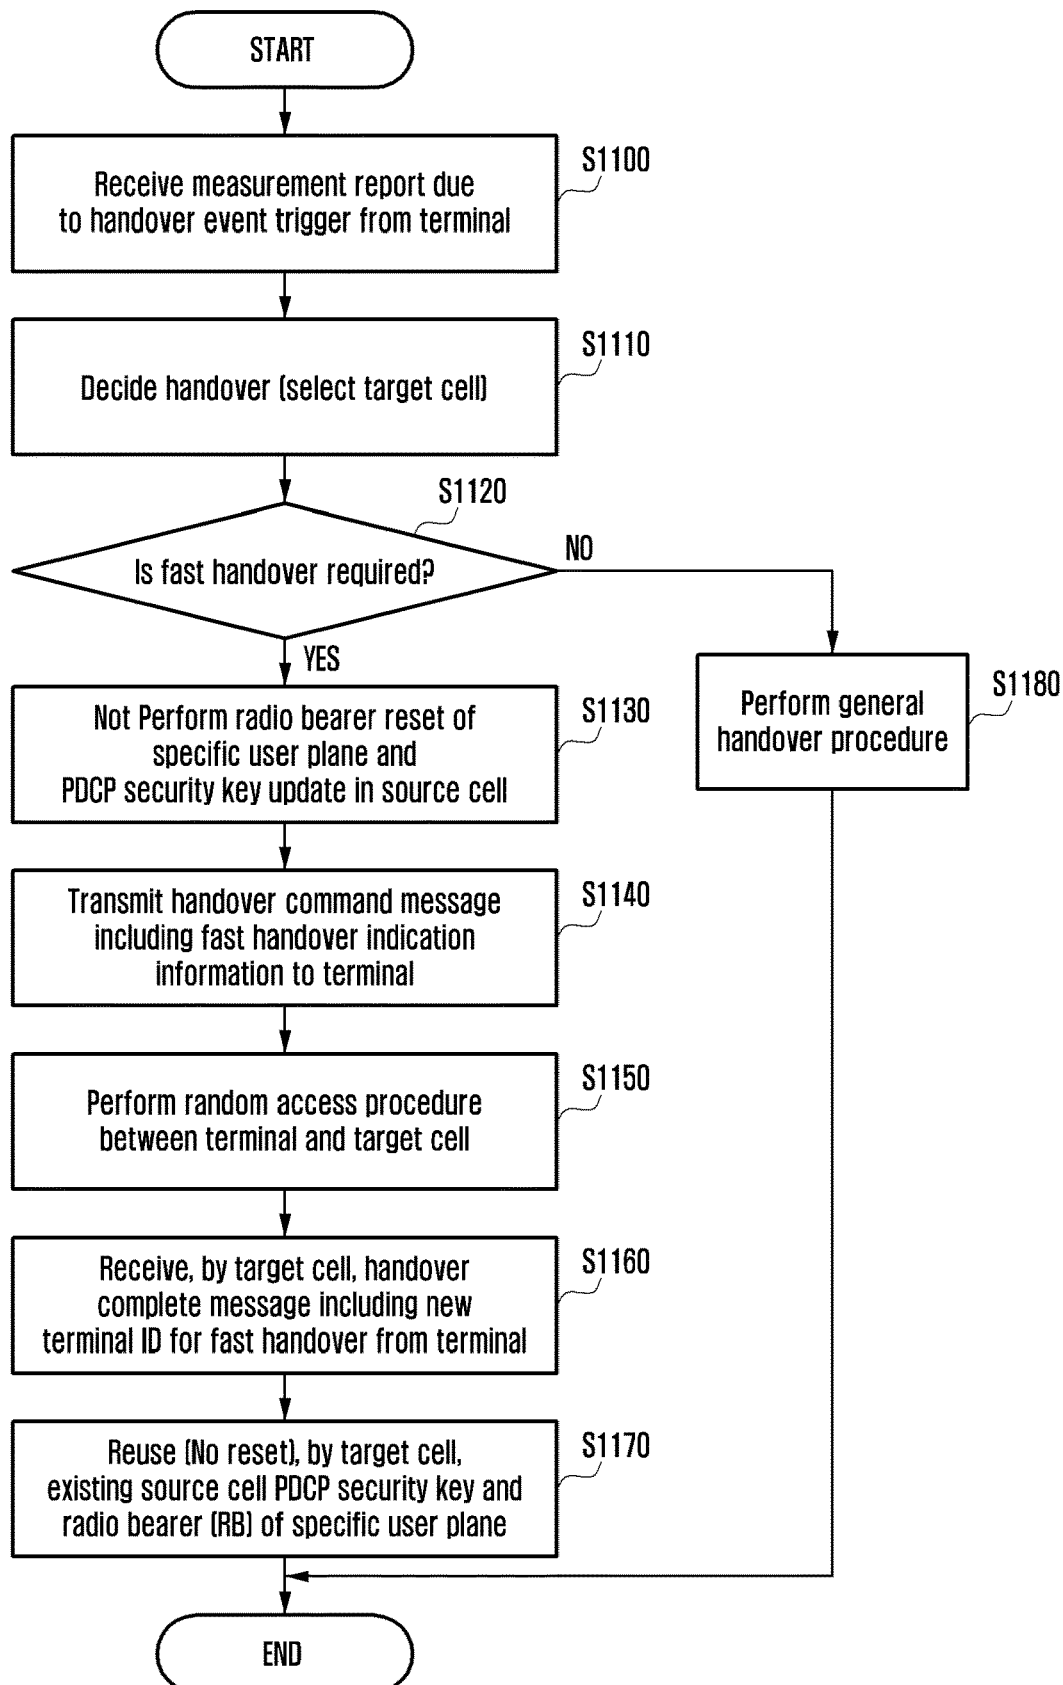 START
S1100
Receive measurement report due
to handover event trigger from terminal
S1110
Decide handover (select target cell)
S1120
Is fast handover required?
NO
YES
S1130
Not Perform radio bearer reset of
specific user plane and
PDCP security key update in source cell
S1180
Perform general
handover procedure
S1140
Transmit handover command message
including fast handover indication
information to terminal
S1150
Perform random access procedure
between terminal and target cell
S1160
Receive, by target cell, handover
complete message including new
terminal ID for fast handover from terminal
S1170
Reuse (No reset), by target cell,
existing source cell PDCP security key and
radio bearer (RB) of specific user plane
END